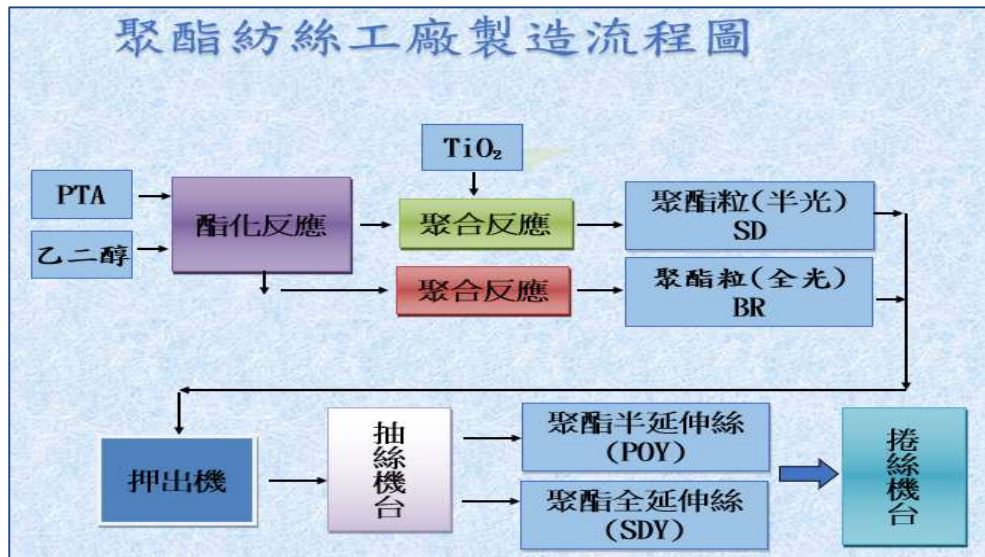 聚酯紡絲工廠製造流程圖
TiO₂
PTA
乙二醇
酯化反應
聚合反應
聚酯粒(半光)
SD
聚合反應
聚酯粒(全光)
BR
押出機
抽絲機台
聚酯半延伸絲
(POY)
聚酯全延伸絲
(SDY)
捲絲機台